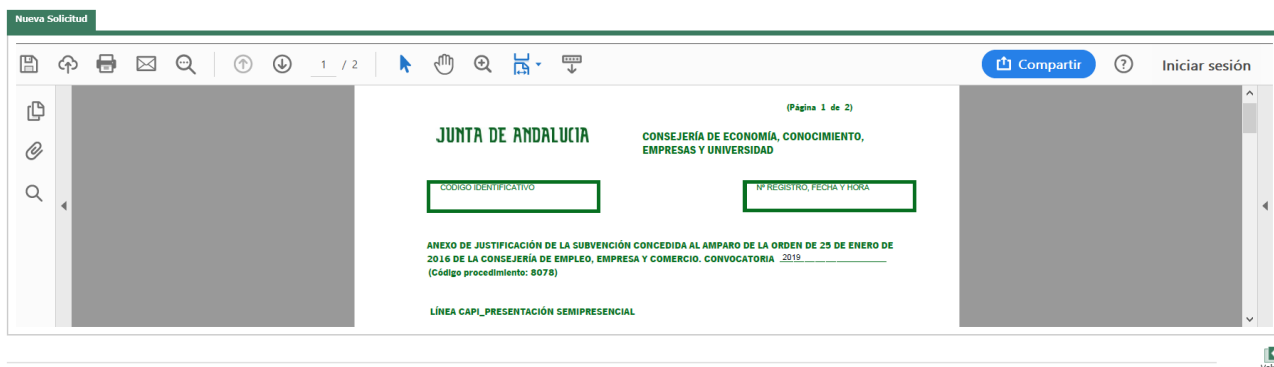 Nueva Solicitud
1 / 2
Compartir
Iniciar sesión
(Página 1 de 2)
JUNTA DE ANDALUCIA
CONSEJERÍA DE ECONOMÍA, CONOCIMIENTO,
EMPRESAS Y UNIVERSIDAD
CODIGO IDENTIFICATIVO
Nº REGISTRO, FECHA Y HORA
ANEXO DE JUSTIFICACIÓN DE LA SUBVENCIÓN CONCEDIDA AL AMPARO DE LA ORDEN DE 25 DE ENERO DE
2016 DE LA CONSEJERÍA DE EMPLEO, EMPRESA Y COMERCIO. CONVOCATORIA 2019
(Código procedimiento: 8078)
LÍNEA CAPI_PRESENTACIÓN SEMIPRESENCIAL